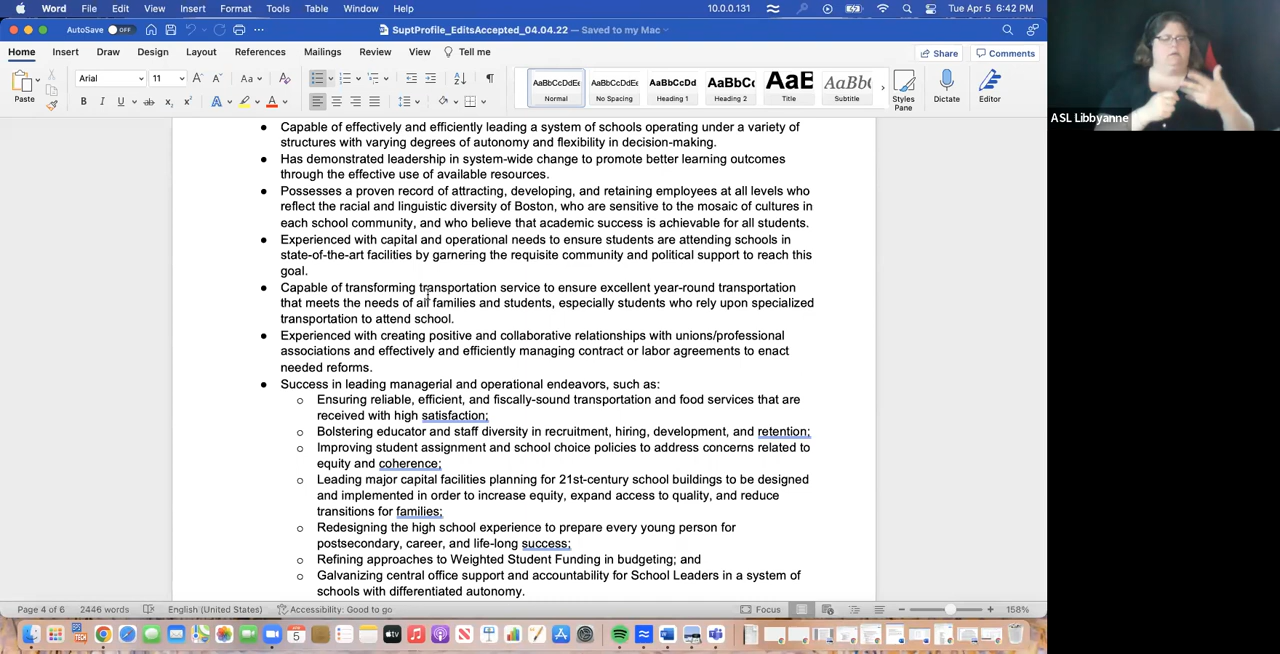 Word File Edit View Insert Format Tools Table Window Help 10.0.0.131 Tue Apr 5 6:42 PM
AutoSave OFF SuptProfile_EditsAccepted_04.04.22 — Saved to my Mac
Home Insert Draw Design Layout References Mailings Review View Tell me Share Comments
Paste Arial 11 Normal No Spacing Heading 1 Heading 2 Title Subtitle Styles Pane Dictate Editor
ASL Libbyanne
• Capable of effectively and efficiently leading a system of schools operating under a variety of
structures with varying degrees of autonomy and flexibility in decision-making.
• Has demonstrated leadership in system-wide change to promote better learning outcomes
through the effective use of available resources.
• Possesses a proven record of attracting, developing, and retaining employees at all levels who
reflect the racial and linguistic diversity of Boston, who are sensitive to the mosaic of cultures in
each school community, and who believe that academic success is achievable for all students.
• Experienced with capital and operational needs to ensure students are attending schools in
state-of-the-art facilities by garnering the requisite community and political support to reach this
goal.
• Capable of transforming transportation service to ensure excellent year-round transportation
that meets the needs of all families and students, especially students who rely upon specialized
transportation to attend school.
• Experienced with creating positive and collaborative relationships with unions/professional
associations and effectively and efficiently managing contract or labor agreements to enact
needed reforms.
• Success in leading managerial and operational endeavors, such as:
○ Ensuring reliable, efficient, and fiscally-sound transportation and food services that are
received with high satisfaction;
○ Bolstering educator and staff diversity in recruitment, hiring, development, and retention;
○ Improving student assignment and school choice policies to address concerns related to
equity and coherence;
○ Leading major capital facilities planning for 21st-century school buildings to be designed
and implemented in order to increase equity, expand access to quality, and reduce
transitions for families;
○ Redesigning the high school experience to prepare every young person for
postsecondary, career, and life-long success;
○ Refining approaches to Weighted Student Funding in budgeting; and
○ Galvanizing central office support and accountability for School Leaders in a system of
schools with differentiated autonomy.
Page 4 of 6 2446 words English (United States) Accessibility: Good to go Focus 158%